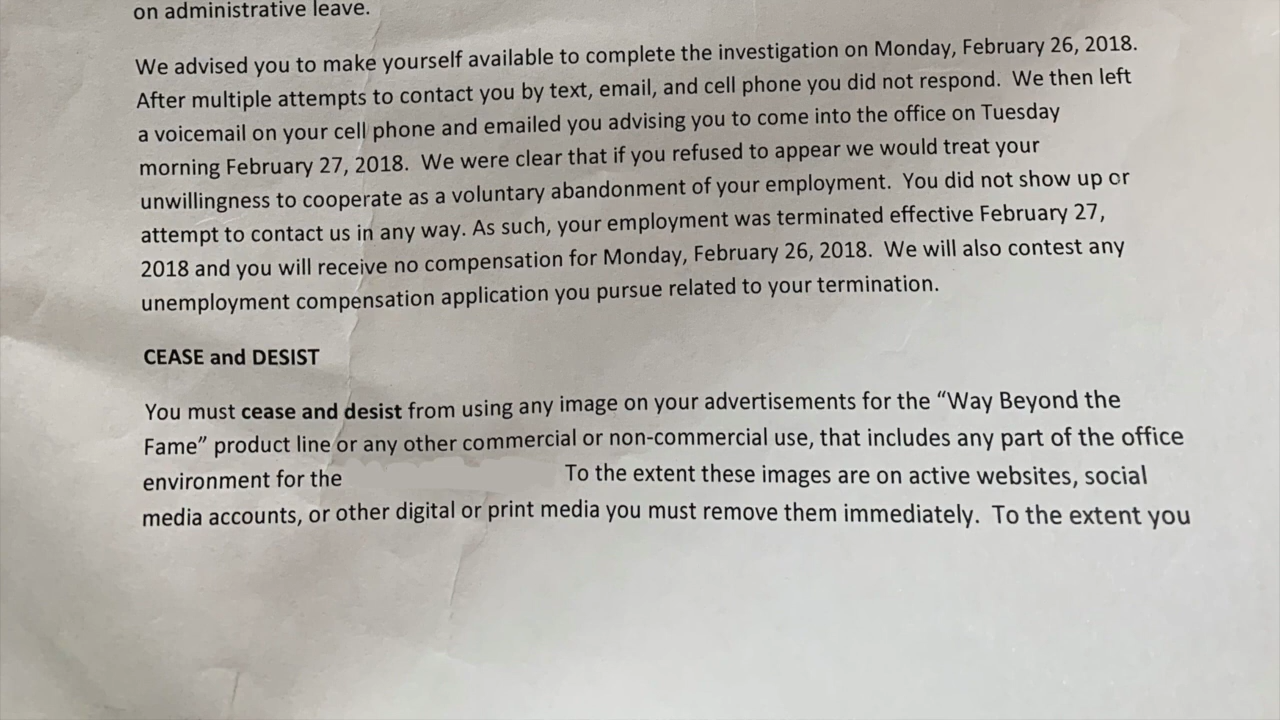 on administrative leave.
We advised you to make yourself available to complete the investigation on Monday, February 26, 2018.
After multiple attempts to contact you by text, email, and cell phone you did not respond.  We then left
a voicemail on your cell phone and emailed you advising you to come into the office on Tuesday
morning February 27, 2018.  We were clear that if you refused to appear we would treat your
unwillingness to cooperate as a voluntary abandonment of your employment.  You did not show up or
attempt to contact us in any way. As such, your employment was terminated effective February 27,
2018 and you will receive no compensation for Monday, February 26, 2018.  We will also contest any
unemployment compensation application you pursue related to your termination.
CEASE and DESIST
You must cease and desist from using any image on your advertisements for the “Way Beyond the
Fame” product line or any other commercial or non-commercial use, that includes any part of the office
environment for the To the extent these images are on active websites, social
media accounts, or other digital or print media you must remove them immediately.  To the extent you